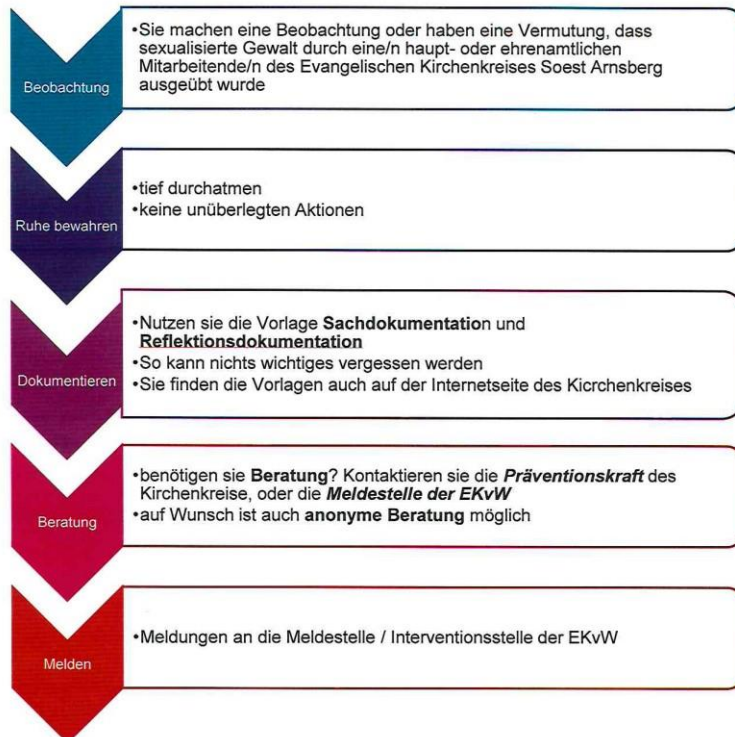 Beobachtung
•Sie machen eine Beobachtung oder haben eine Vermutung, dass
sexualisierte Gewalt durch eine/n haupt- oder ehrenamtlichen
Mitarbeitende/n des Evangelischen Kirchenkreises Soest Arnsberg
ausgeübt wurde
Ruhe bewahren
•tief durchatmen
•keine unüberlegten Aktionen
Dokumentieren
•Nutzen sie die Vorlage Sachdokumentation und
Reflektionsdokumentation
•So kann nichts wichtiges vergessen werden
•Sie finden die Vorlagen auch auf der Internetseite des Kicrchenkreises
Beratung
•benötigen sie Beratung? Kontaktieren sie die Präventionskraft des
Kirchenkreise, oder die Meldestelle der EKvW
•auf Wunsch ist auch anonyme Beratung möglich
Melden
•Meldungen an die Meldestelle / Interventionsstelle der EKvW